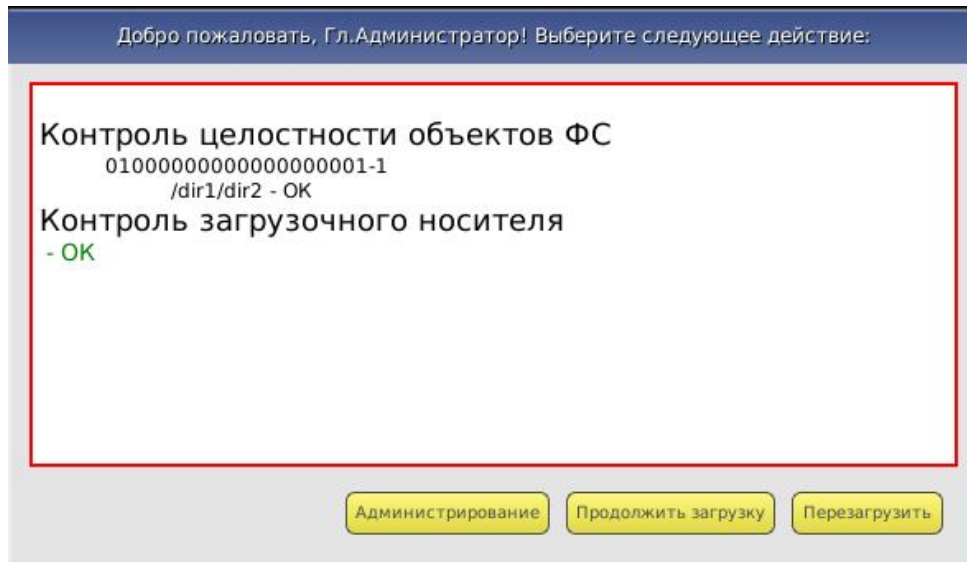 Добро пожаловать, Гл.Администратор! Выберите следующее действие:
Контроль целостности объектов ФС
01000000000000000001-1
/dir1/dir2 - OK
Контроль загрузочного носителя
- OK
Администрирование
Продолжить загрузку
Перезагрузить